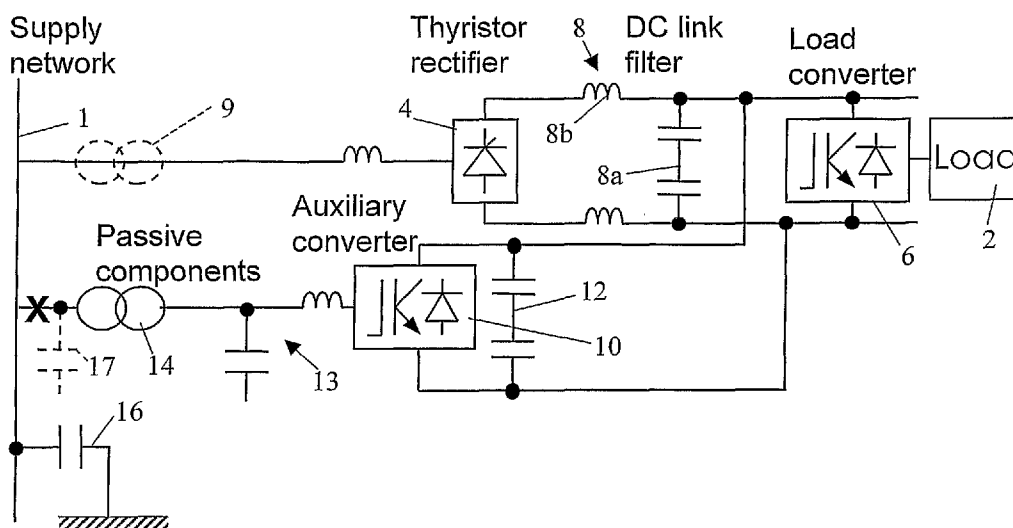 Supply
network
Thyristor
rectifier
8
DC link
filter
Load
converter
1
9
4
8b
8a
Load
Auxiliary
converter
Passive
components
6
2
12
10
X
17
14
13
16